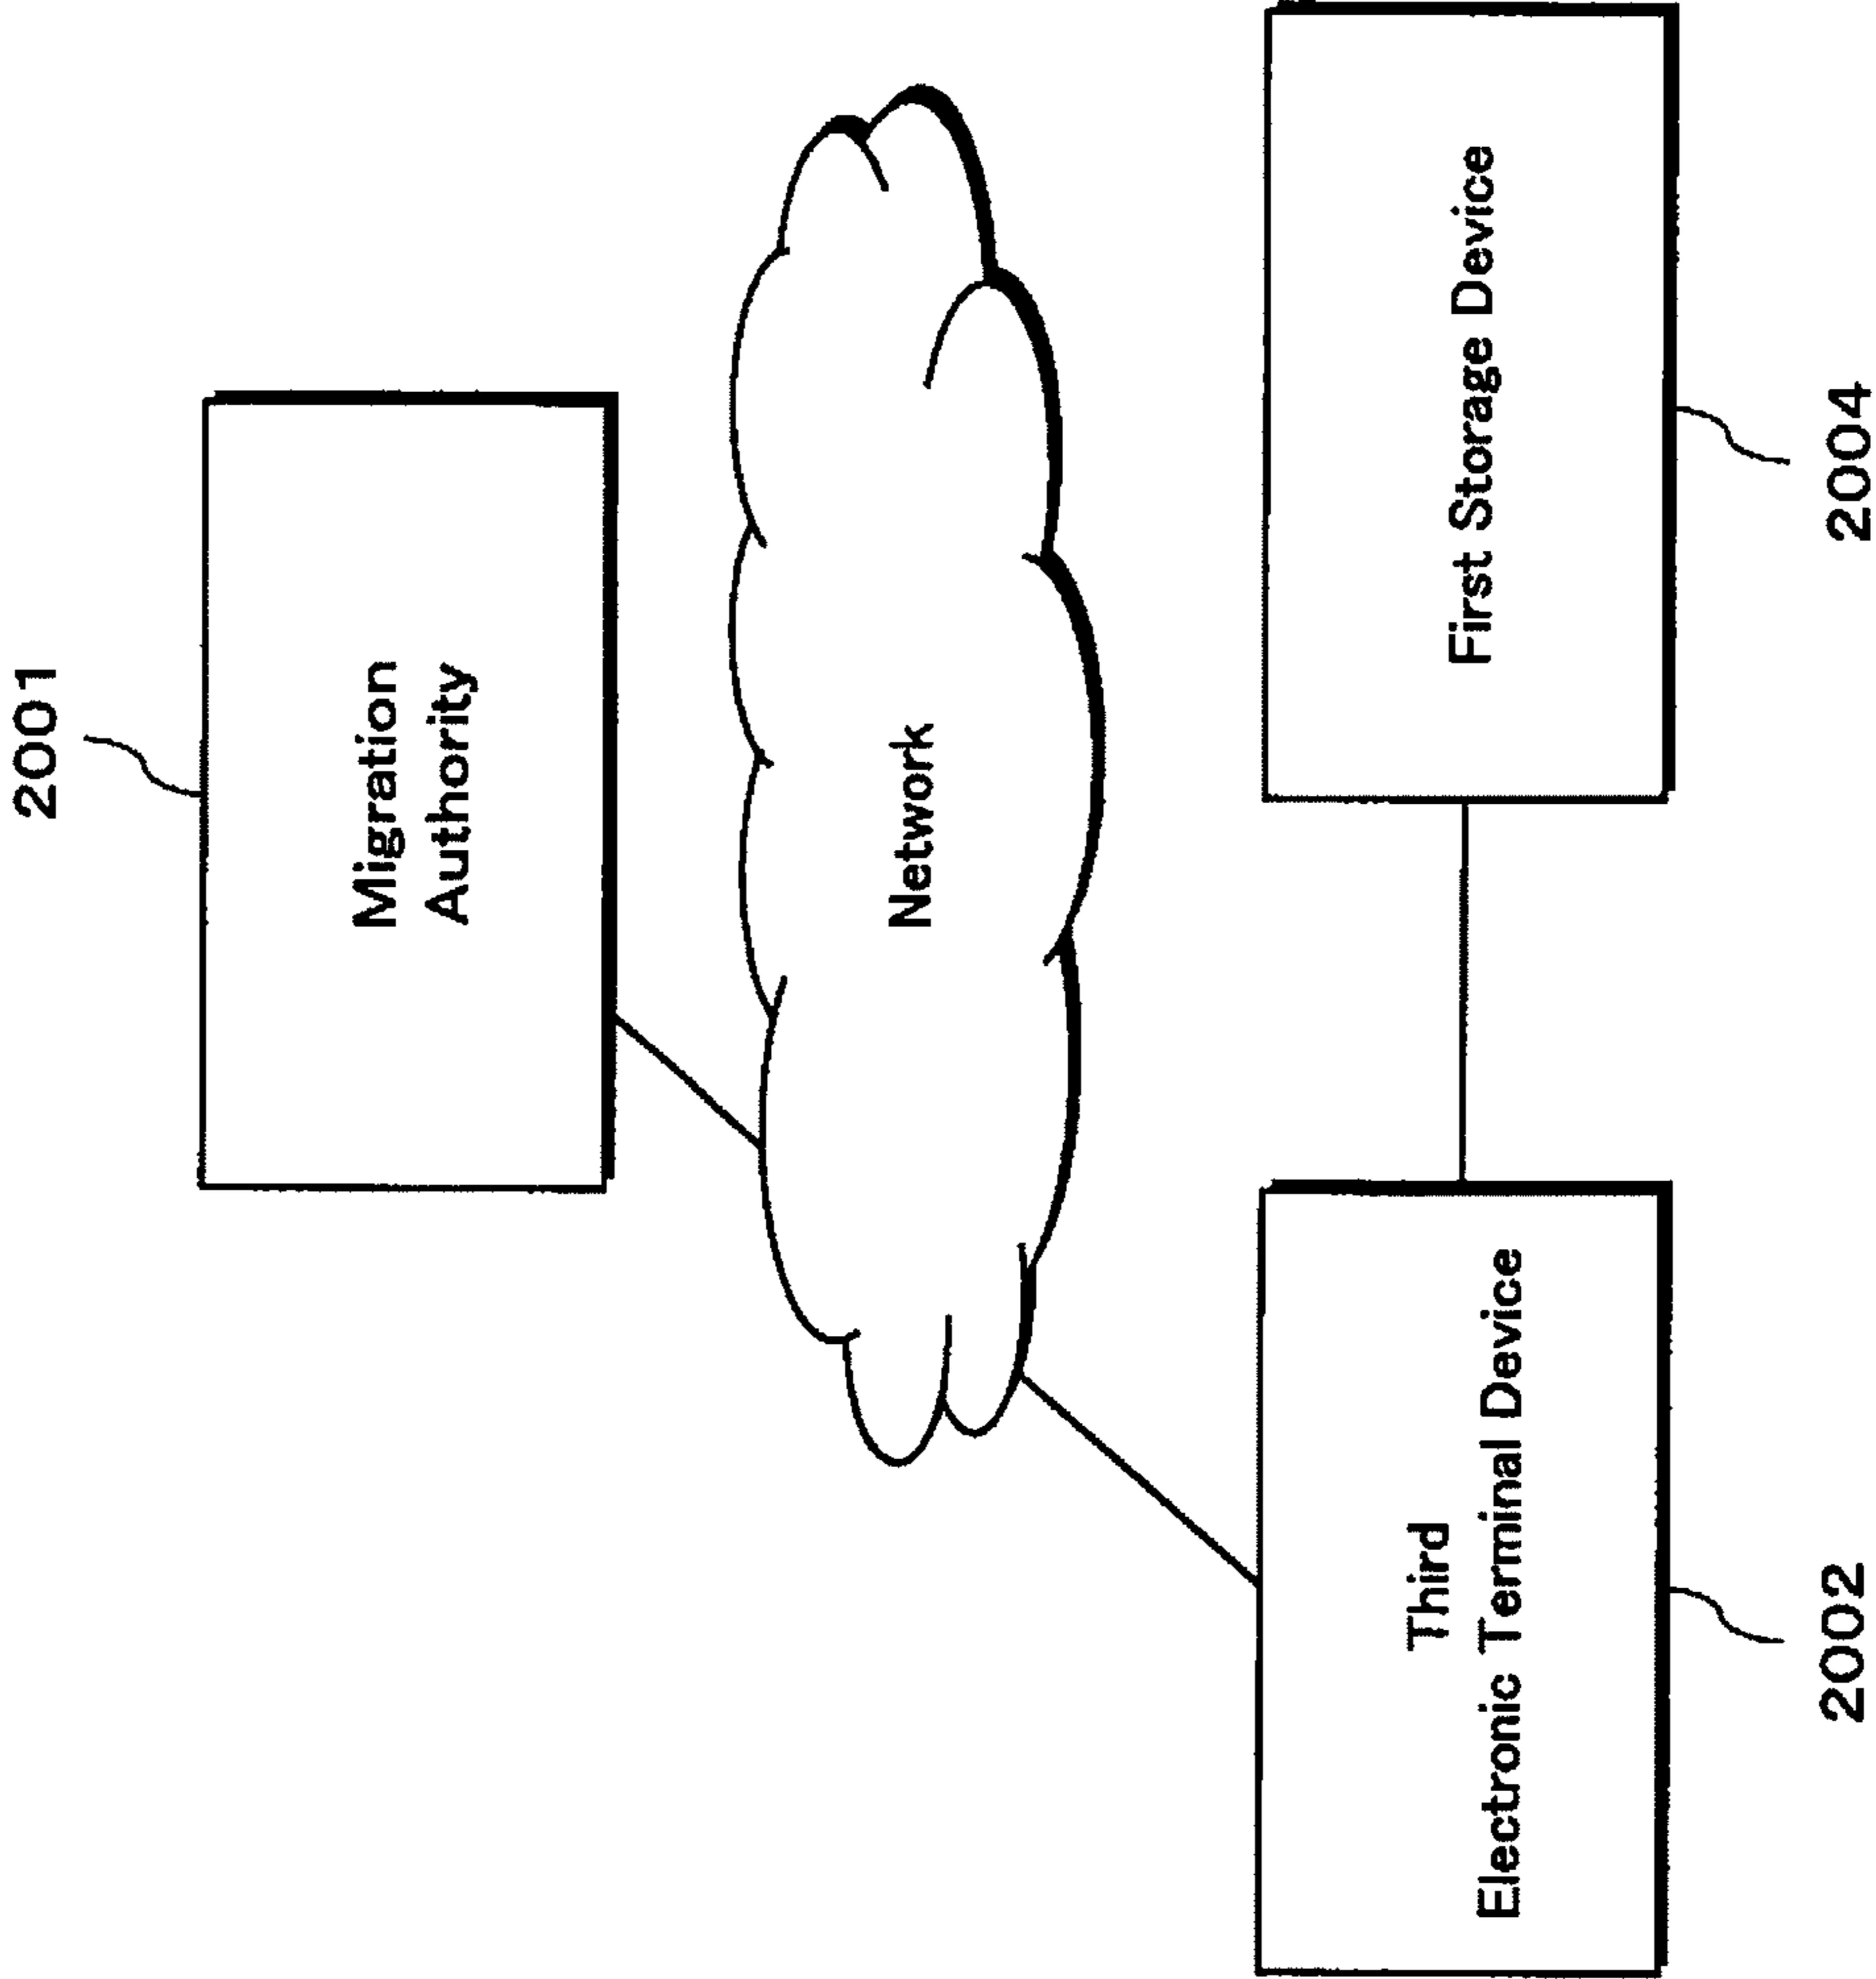 2001
Migration
Authority
Network
Third
Electronic Terminal Device
2002
First Storage Device
2004